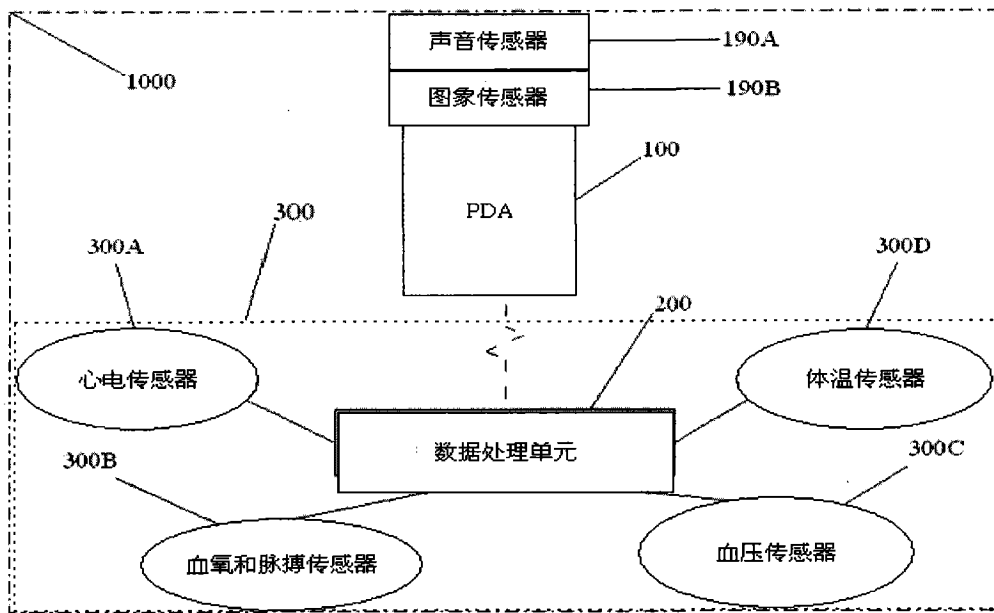 声音传感器
190A
1000
图象传感器
190B
100
PDA
300
300A
300D
200
心电传感器
体温传感器
数据处理单元
300B
300C
血氧和脉搏传感器
血压传感器